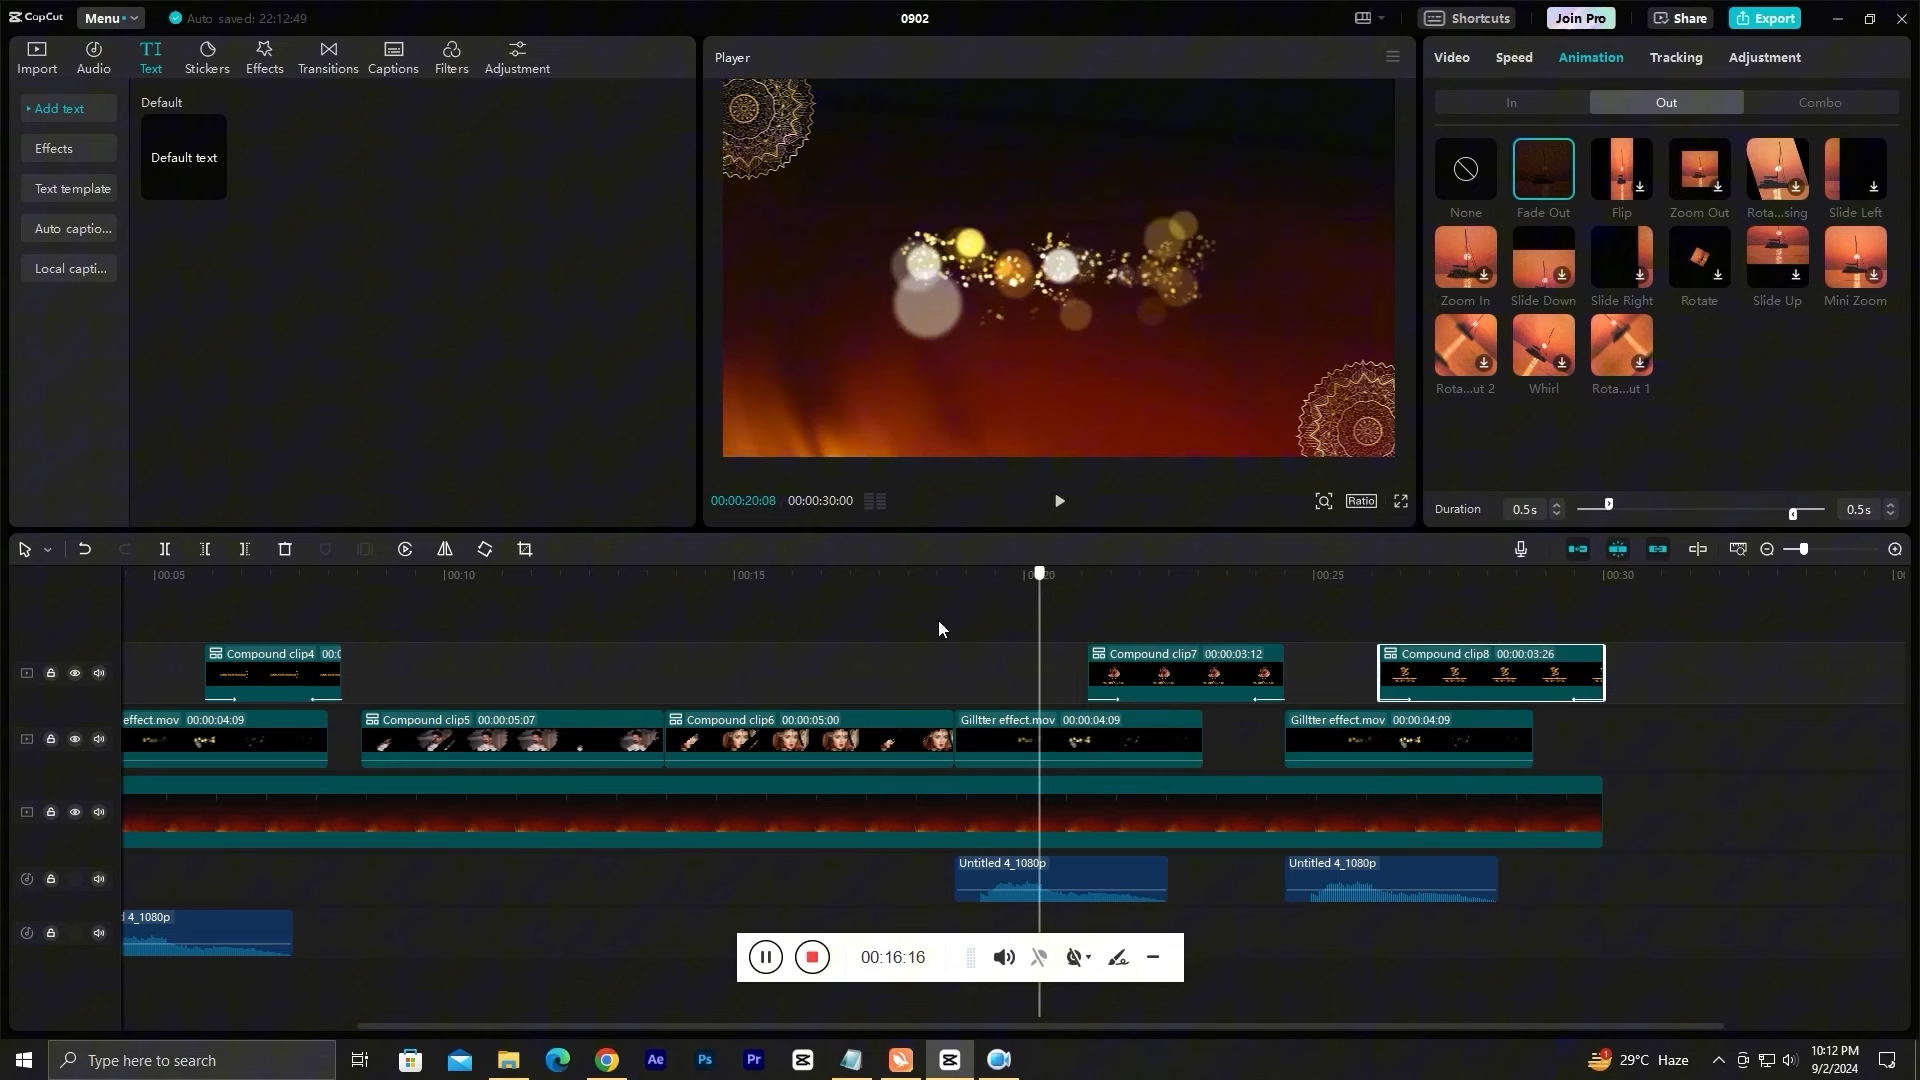 CapCut
Menu
Auto saved: 22:12:49
0902
Shortcuts
Join Pro
Share
Export
Import
Audio
TI
Text
Stickers
Effects
Transitions
Captions
Filters
Adjustment
Player
Video
Speed
Animation
Tracking
Adjustment
Add text
Effects
Text template
Auto captio...
Local capti...
Default
Default text
In
Out
Combo
None
Fade Out
Flip
Zoom Out
Rota...sing
Slide Left
Zoom In
Slide Down
Slide Right
Rotate
Slide Up
Mini Zoom
Rota...ut 2
Whirl
Rota...ut 1
00:00:20:08
00:00:30:00
Ratio
Duration
0.5s
0.5s
00:05
00:10
00:15
00:25
00:30
Compound clip4
Compound clip7 00:00:03:12
Compound clip8 00:00:03:26
effect.mov 00:00:04:09
Compound clip5 00:00:05:07
Compound clip6 00:00:05:00
Gilltter effect.mov 00:00:04:09
Gilltter effect.mov 00:00:04:09
Untitled 4_1080p
Untitled 4_1080p
4_1080p
00:16:16
Type here to search
Ae
Ps
Pr
1
29°C Haze
10:12 PM
9/2/2024